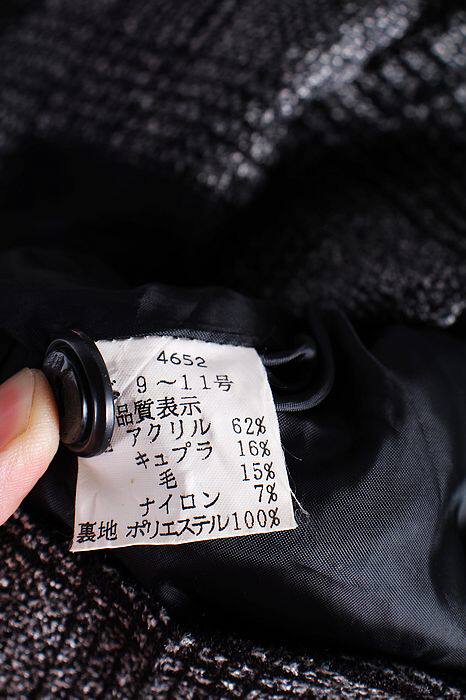 4652
9～11号
品質表示
アクリル 62%
キュプラ 16%
毛 15%
ナイロン 7%
裏地 ポリエステル100%